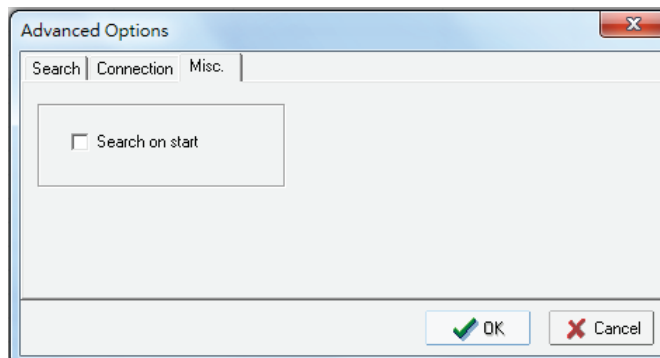 Advanced Options
Search Connection Misc.
Search on start
OK Cancel